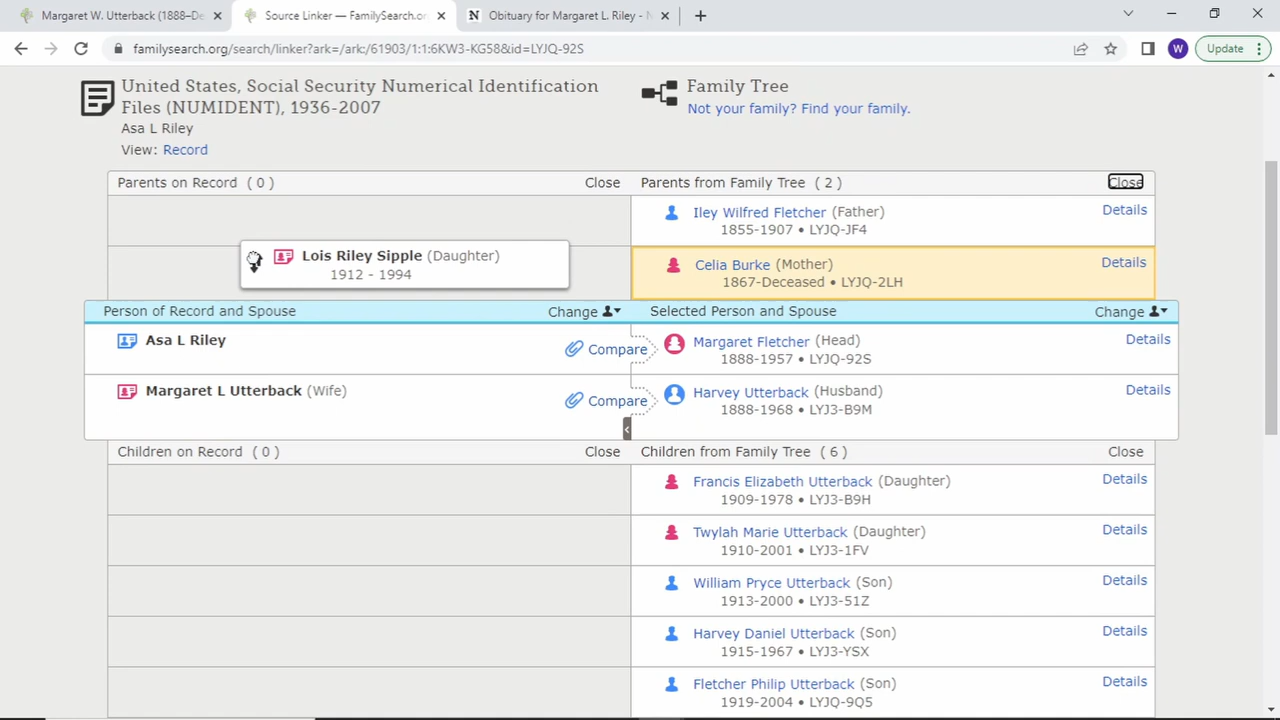 Margaret W. Utterback (1888–De
Source Linker — FamilySearch.or
Obituary for Margaret L. Riley - N
familysearch.org/search/linker?ark=/ark:/61903/1:1:6KW3-KG58&id=LYJQ-92S
W
Update
United States, Social Security Numerical Identification
Files (NUMIDENT), 1936-2007
Asa L Riley
View: Record
Family Tree
Not your family? Find your family.
Parents on Record ( 0 )
Close
Parents from Family Tree ( 2 )
Close
Iley Wilfred Fletcher (Father)
1855-1907 • LYJQ-JF4
Details
Lois Riley Sipple (Daughter)
1912 - 1994
Celia Burke (Mother)
1867-Deceased • LYJQ-2LH
Details
Person of Record and Spouse
Change
Selected Person and Spouse
Change
Asa L Riley
Compare
Margaret Fletcher (Head)
1888-1957 • LYJQ-92S
Details
Margaret L Utterback (Wife)
Compare
Harvey Utterback (Husband)
1888-1968 • LYJ3-B9M
Details
Children on Record ( 0 )
Close
Children from Family Tree ( 6 )
Close
Francis Elizabeth Utterback (Daughter)
1909-1978 • LYJ3-B9H
Details
Twylah Marie Utterback (Daughter)
1910-2001 • LYJ3-1FV
Details
William Pryce Utterback (Son)
1913-2000 • LYJ3-51Z
Details
Harvey Daniel Utterback (Son)
1915-1967 • LYJ3-YSX
Details
Fletcher Philip Utterback (Son)
1919-2004 • LYJQ-9Q5
Details